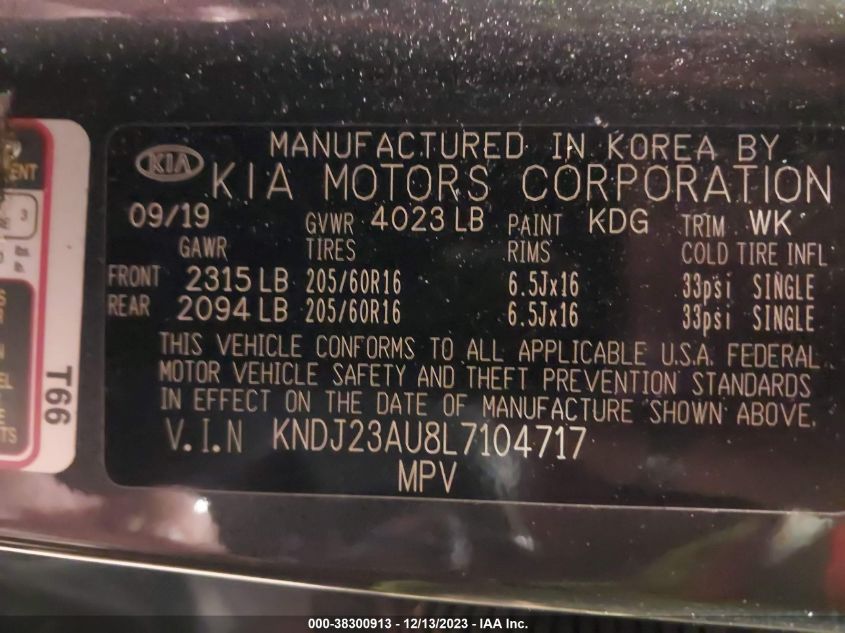 MANUFACTURED IN KOREA BY
KIA
KIA MOTORS CORPORATION
09/19 GVWR 4023 LB PAINT KDG TRIM WK
GAWR TIRES RIMS COLD TIRE INFL
FRONT 2315 LB 205/60R16 6.5Jx16 33psi SINGLE
REAR 2094 LB 205/60R16 6.5Jx16 33psi SINGLE
THIS VEHICLE CONFORMS TO ALL APPLICABLE U.S.A. FEDERAL
MOTOR VEHICLE SAFETY AND THEFT PREVENTION STANDARDS
IN EFFECT ON THE DATE OF MANUFACTURE SHOWN ABOVE.
V.I.N KNDJ23AU8L7104717
MPV
3
T66
000-38300913 - 12/13/2023 - IAA Inc.